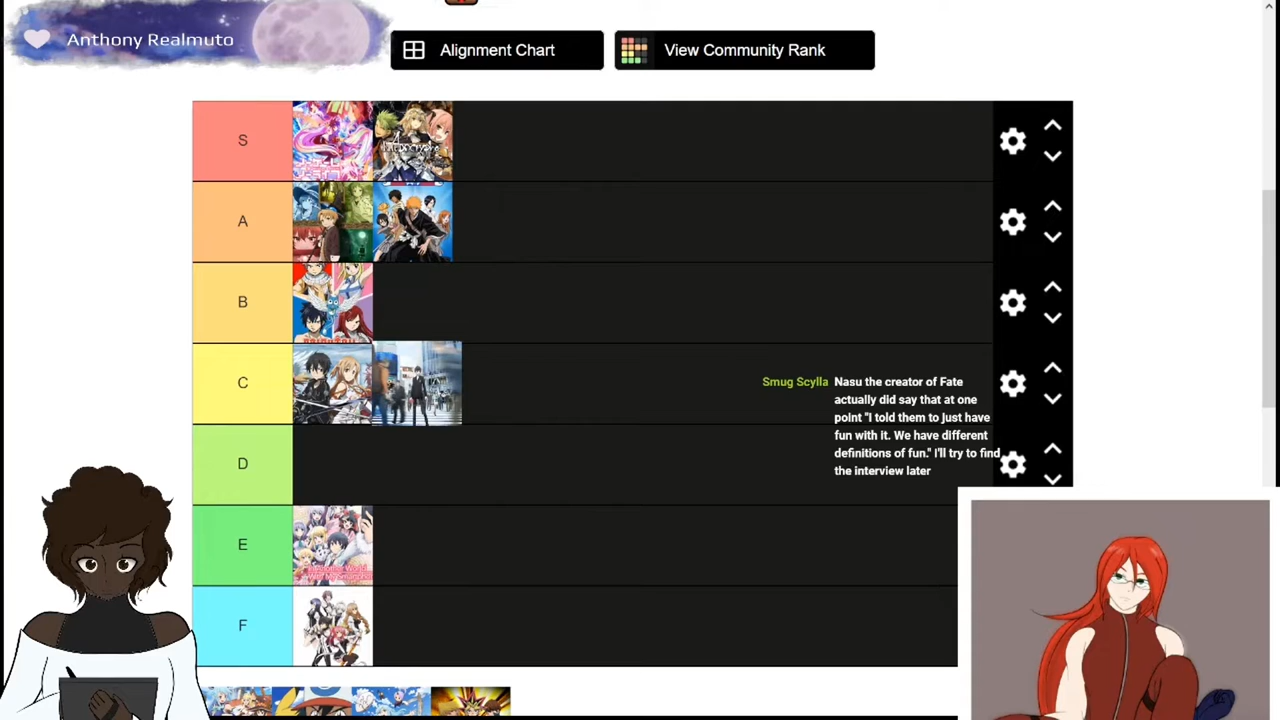 Anthony Realmuto
Alignment Chart
View Community Rank
S
A
B
C
Smug Scylla Nasu the creator of Fate
actually did say that at one
point "I told them to just have
fun with it. We have different
definitions of fun." I'll try to find
the interview later
D
E
F